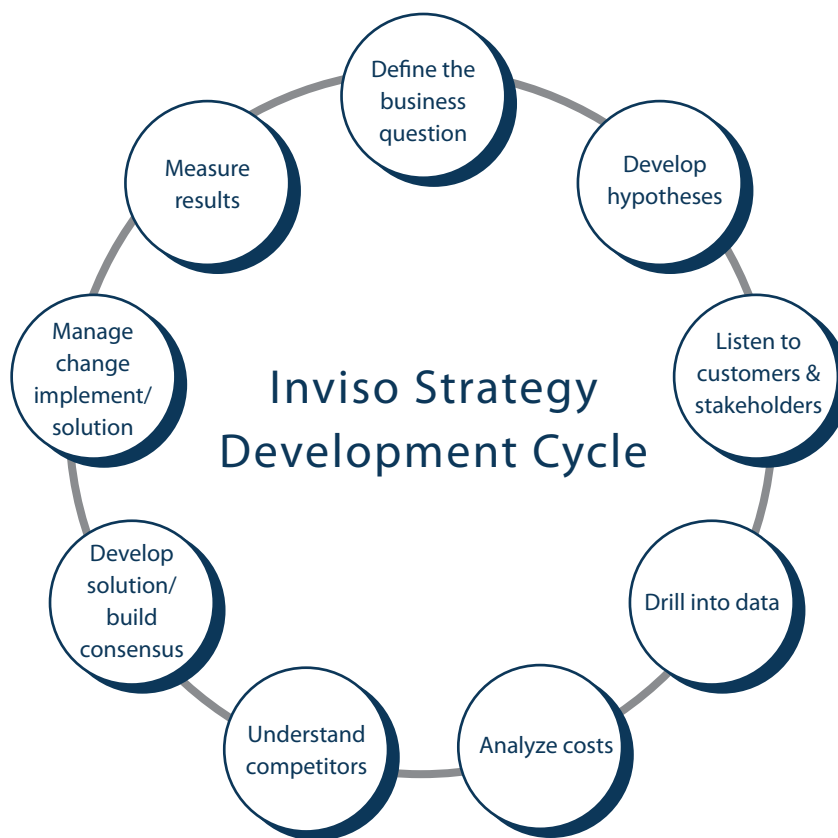 Define the
business
question
Develop
hypotheses
Listen to
customers &
stakeholders
Drill into data
Analyze costs
Understand
competitors
Develop
solution/
build
consensus
Manage
change
implement/
solution
Measure
results
Inviso Strategy
Development Cycle